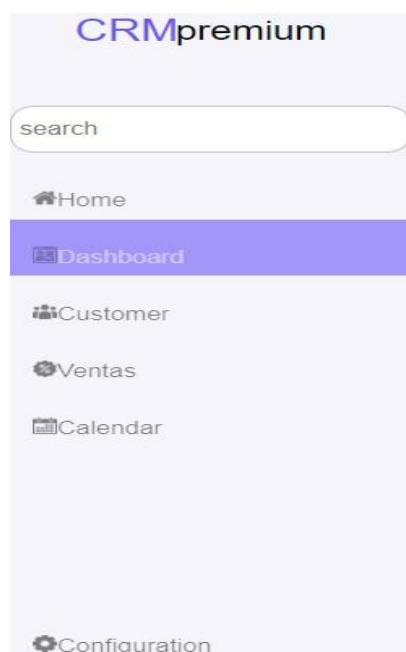 CRMpremium
search
Home
Dashboard
Customer
Ventas
Calendar
Configuration